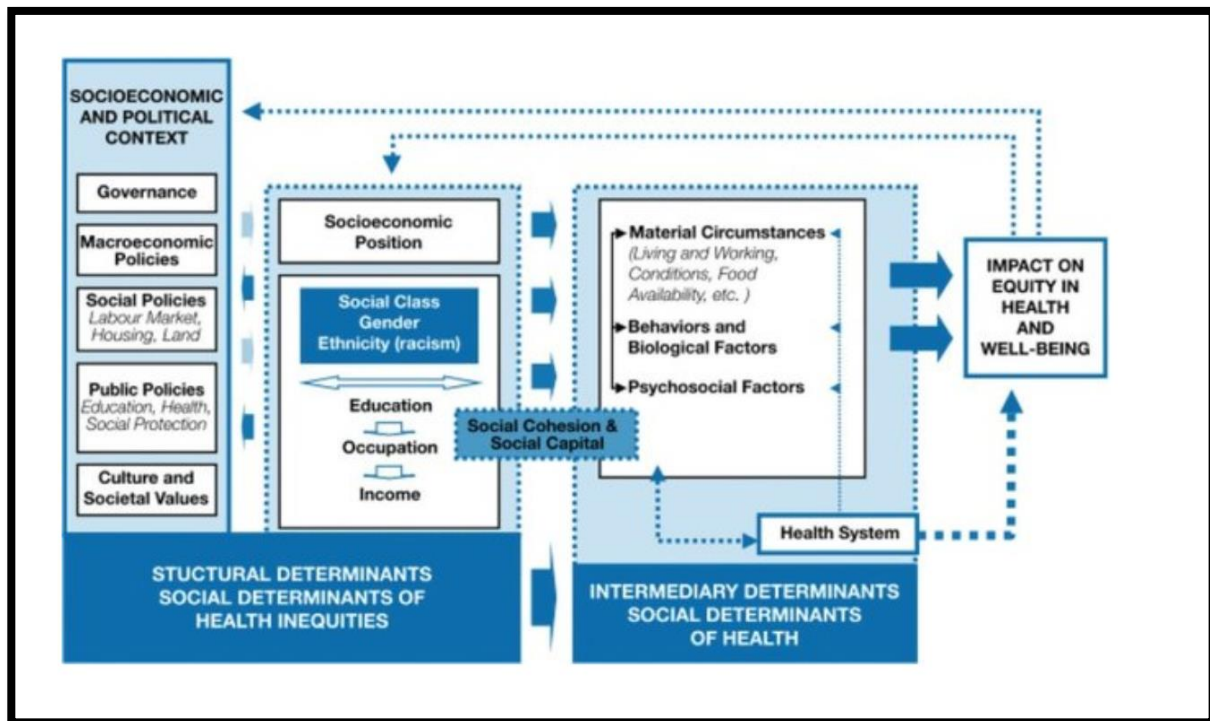 SOCIOECONOMIC
AND POLITICAL
CONTEXT
Governance
Macroeconomic
Policies
Social Policies
Labour Market,
Housing, Land
Public Policies
Education, Health,
Social Protection
Culture and
Societal Values
Socioeconomic
Position
Social Class
Gender
Ethnicity (racism)
Education
Occupation
Income
Social Cohesion &
Social Capital
Material Circumstances
(Living and Working,
Conditions, Food
Availability, etc. )
Behaviors and
Biological Factors
Psychosocial Factors
Health System
IMPACT ON
EQUITY IN
HEALTH
AND
WELL-BEING
STUCTURAL DETERMINANTS
SOCIAL DETERMINANTS OF
HEALTH INEQUITIES
INTERMEDIARY DETERMINANTS
SOCIAL DETERMINANTS
OF HEALTH